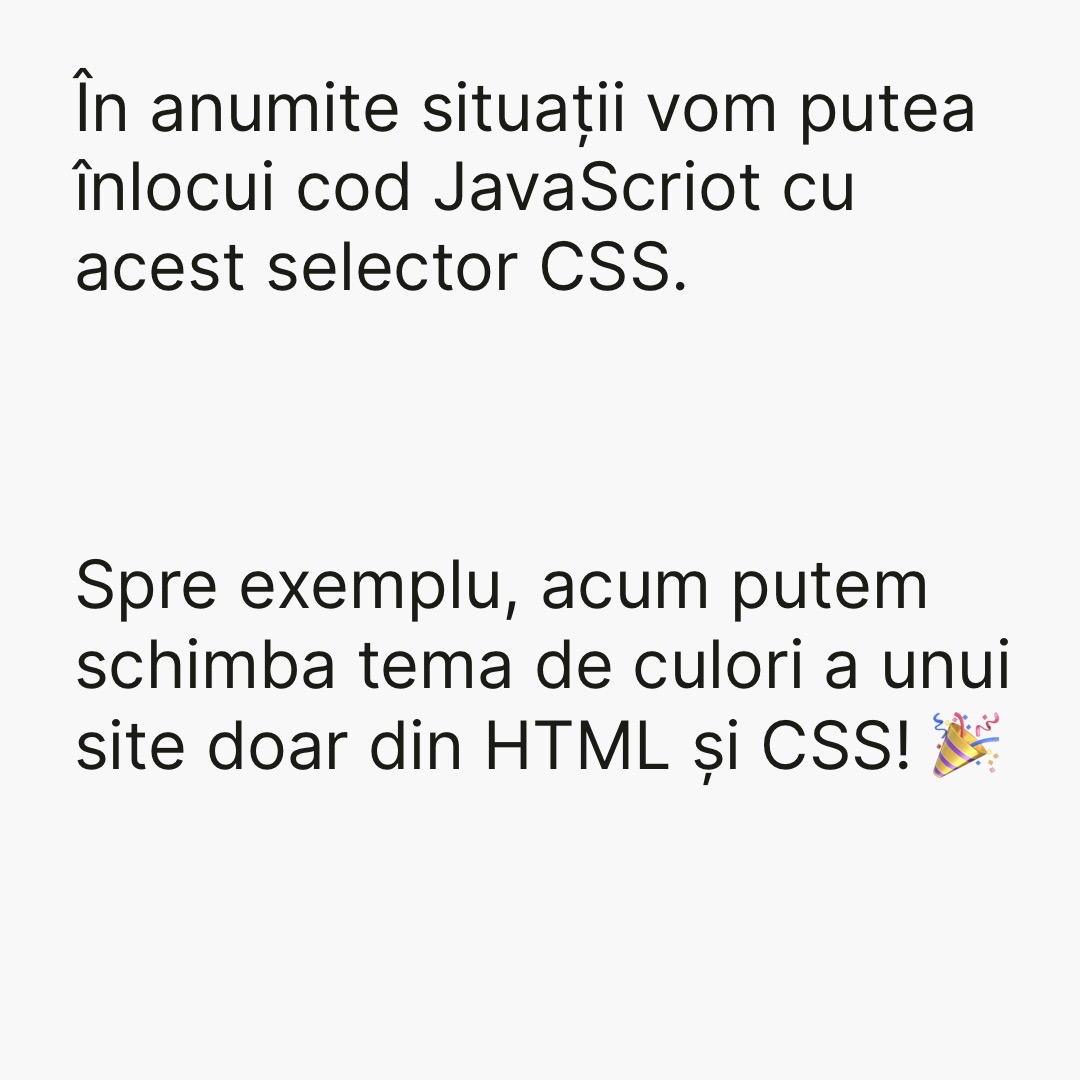 În anumite situații vom putea
înlocui cod JavaScriot cu
acest selector CSS.
Spre exemplu, acum putem
schimba tema de culori a unui
site doar din HTML și CSS! 🎉